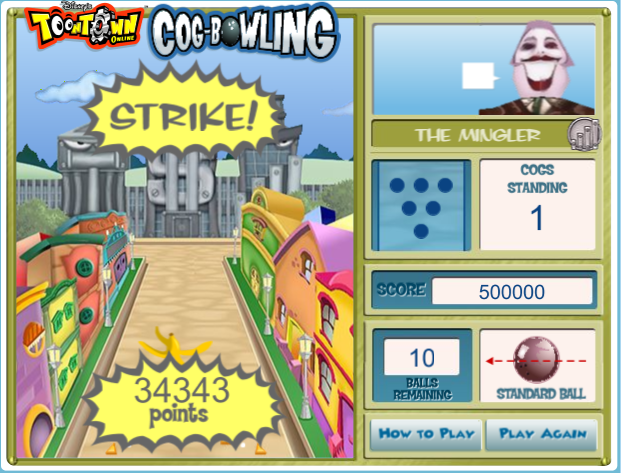 Disney's
TOONTOWN
ONLINE
COG-BOWLING
STRIKE!
34343
points
THE MINGLER
COGS
STANDING
1
SCORE 500000
10
BALLS
REMAINING
STANDARD BALL
HOW TO PLAY
PLAY AGAIN